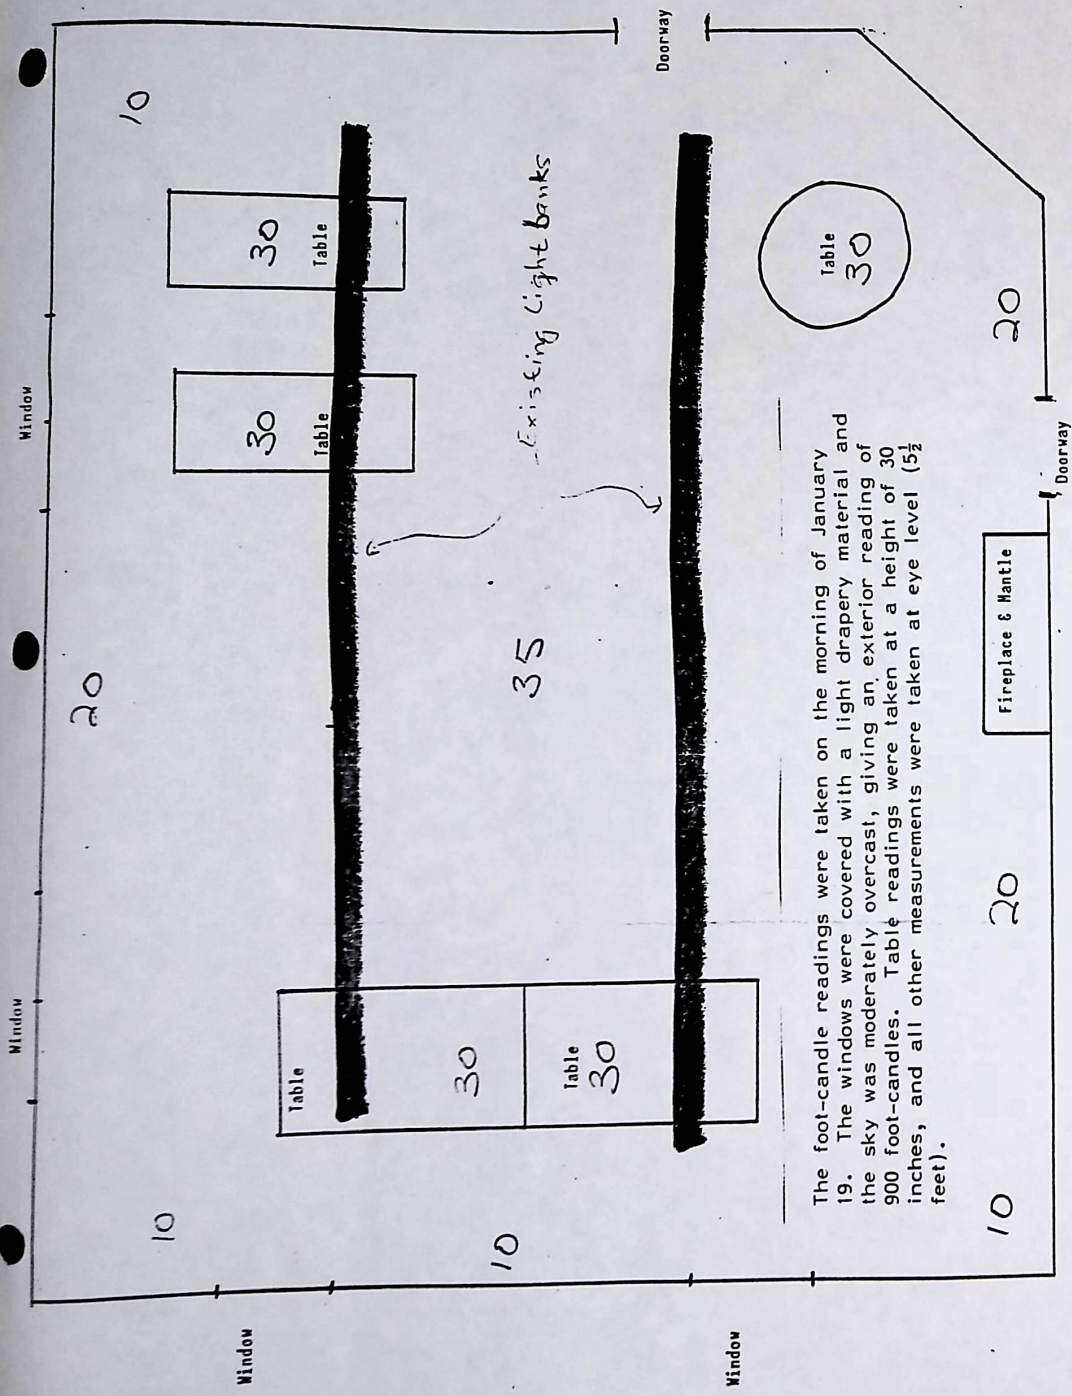 Window
Window
20
10
10
Window
30
30
Table
Table
Table
30
10
35
Existing Light banks
Table
30
Doorway
Window
Table
30
The foot-candle readings were taken on the morning of January
19. The windows were covered with a light drapery material and
the sky was moderately overcast, giving an exterior reading of
900 foot-candles. Table readings were taken at a height of 30
inches, and all other measurements were taken at eye level (5½
feet).
10
20
20
Fireplace & Mantle
Doorway